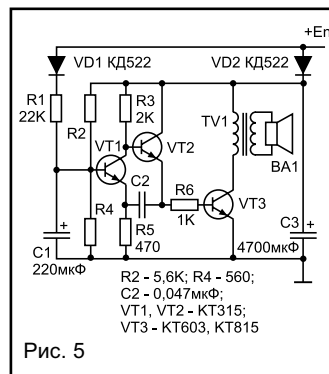 +Еп
VD1 КД522
VD2 КД522
R1
22K
R2
R3
2K
TV1
VT1
VT2
C2
R6
1K
BA1
VT3
R4
R5
470
C3
+
+
C1
220мкФ
4700мкФ
R2 - 5,6K; R4 - 560;
C2 - 0,047мкФ;
VT1, VT2 - КТ315;
VT3 - КТ603, КТ815
Рис. 5